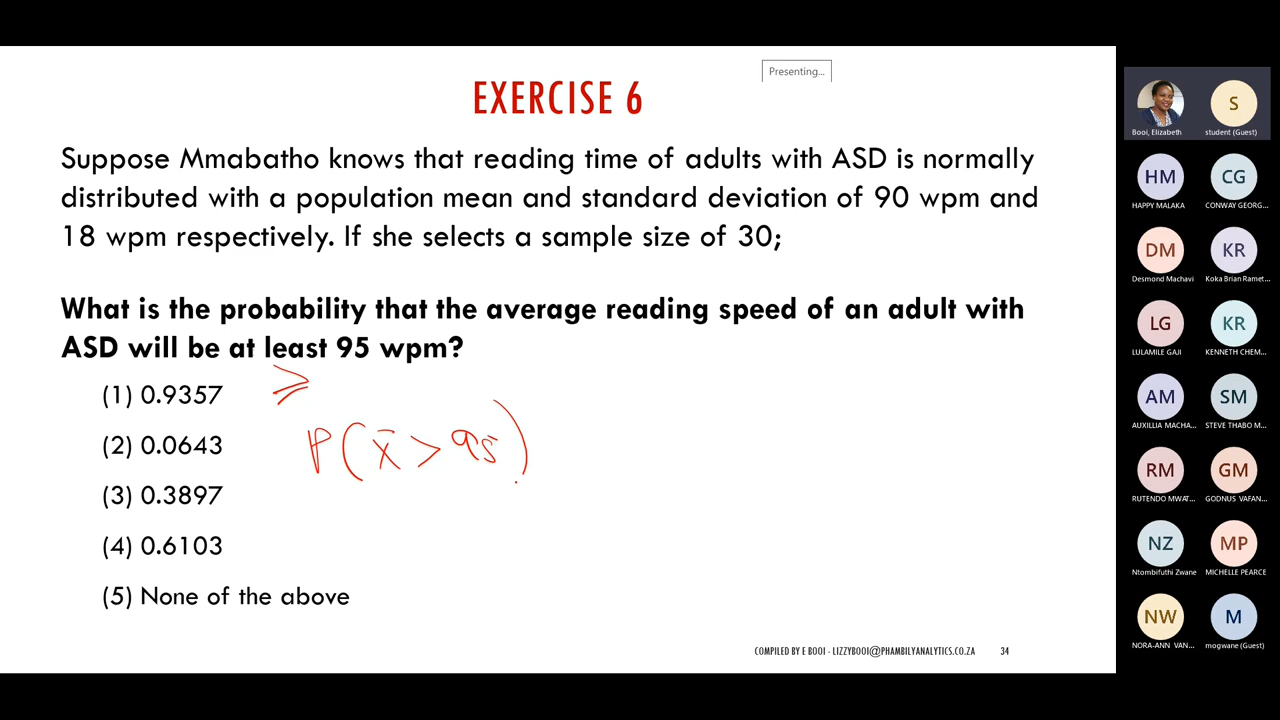 Presenting...
EXERCISE 6
Suppose Mmabatho knows that reading time of adults with ASD is normally
distributed with a population mean and standard deviation of 90 wpm and
18 wpm respectively. If she selects a sample size of 30;
What is the probability that the average reading speed of an adult with
ASD will be at least 95 wpm?
≥
(1) 0.9357
P(x̄ > 95)
(2) 0.0643
(3) 0.3897
(4) 0.6103
(5) None of the above
COMPILED BY E BOOI - LIZZYBOOI@PHAMBILYANALYTICS.CO.ZA 34
Booi, Elizabeth
S
student (Guest)
HM
HAPPY MALAKA
CG
CONWAY GEORG...
DM
Desmond Machavi
KR
Koka Brian Ramet...
LG
LULAMILE GAJI
KR
KENNETH CHEM...
AM
AUXILLIA MACHA...
SM
STEVE THABO M...
RM
RUTENDO MWAT...
GM
GODNUS VAFAN...
NZ
Ntombifuthi Zwane
MP
MICHELLE PEARCE
NW
NORA-ANN VAN...
M
mogwane (Guest)